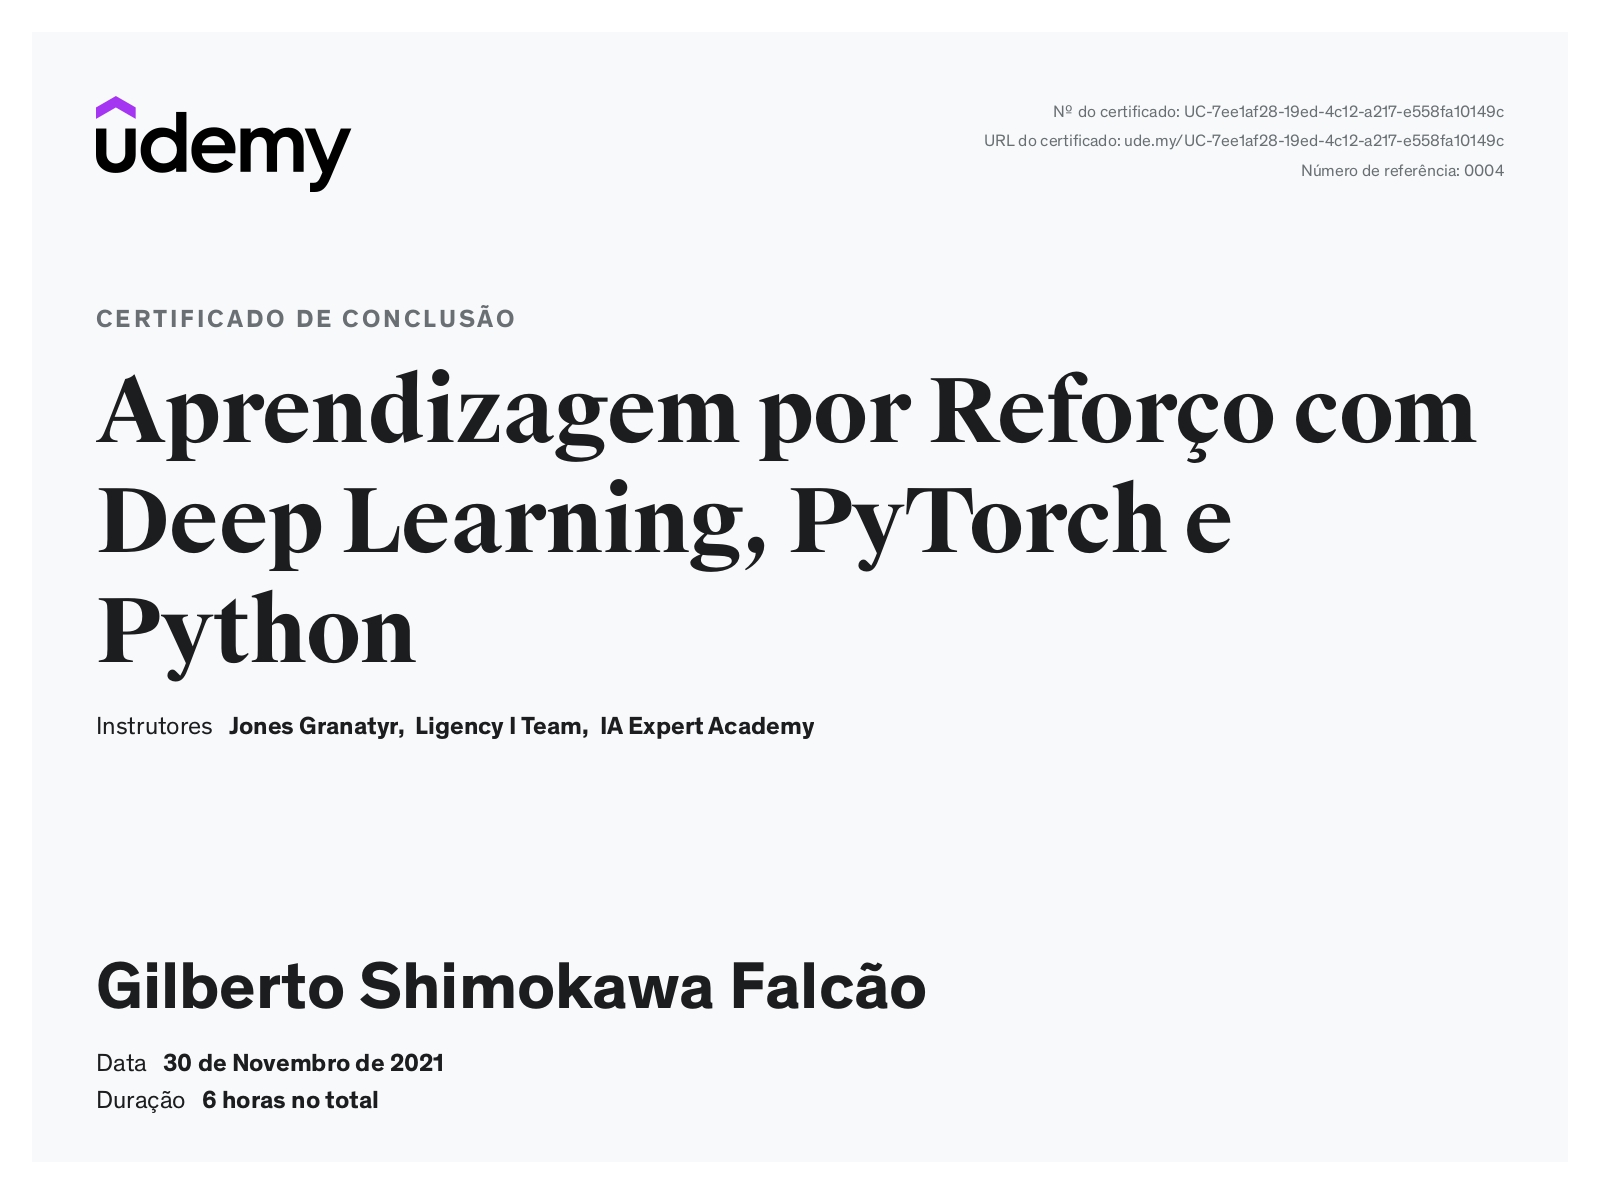 udemy
Nº do certificado: UC-7ee1af28-19ed-4c12-a217-e558fa10149c
URL do certificado: ude.my/UC-7ee1af28-19ed-4c12-a217-e558fa10149c
Número de referência: 0004
CERTIFICADO DE CONCLUSÃO
Aprendizagem por Reforço com
Deep Learning, PyTorch e
Python
Instrutores Jones Granatyr, Ligency I Team, IA Expert Academy
Gilberto Shimokawa Falcão
Data 30 de Novembro de 2021
Duração 6 horas no total